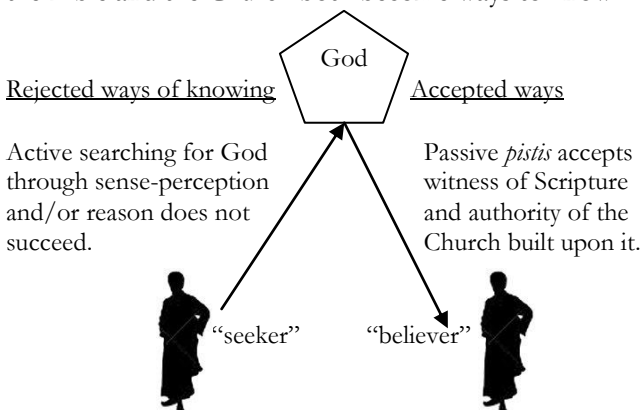 God
Rejected ways of knowing
Accepted ways
Active searching for God
through sense-perception
and/or reason does not
succeed.
Passive pistis accepts
witness of Scripture
and authority of the
Church built upon it.
“seeker”
“believer”